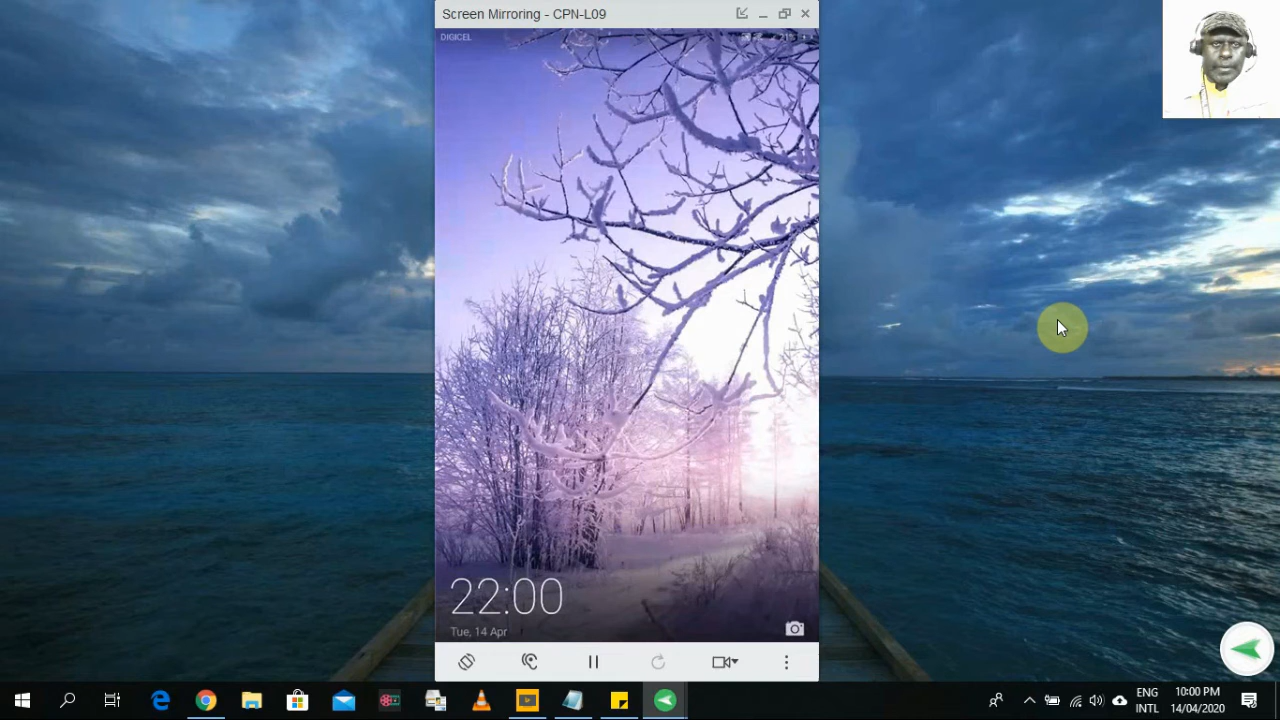 Screen Mirroring - CPN-L09
DIGICEL
22:00
Tue, 14 Apr
ENG
INTL
10:00 PM
14/04/2020